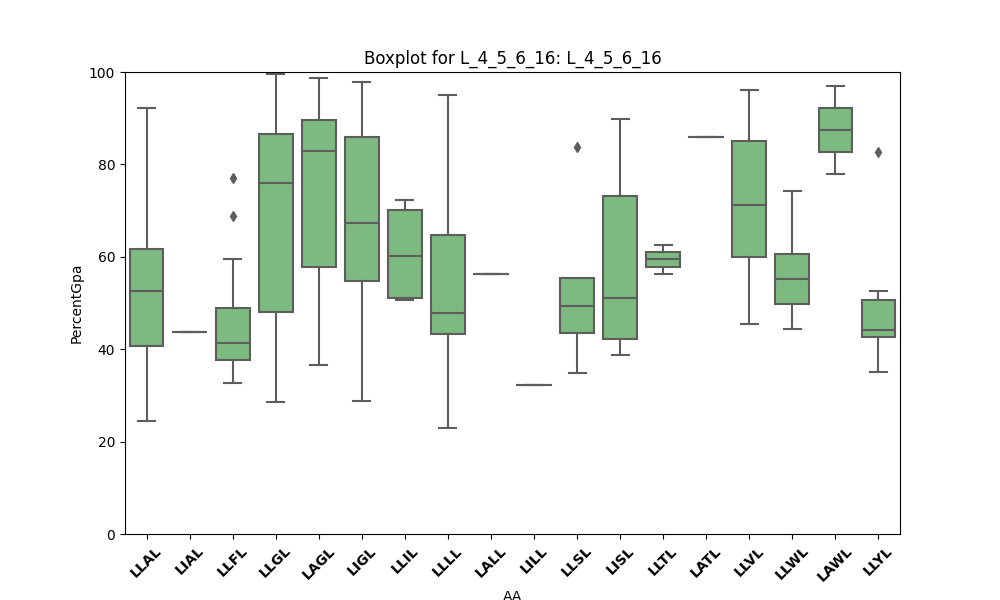 Boxplot for L_4_5_6_16: L_4_5_6_16
PercentGpa
100
80
60
40
20
0
LLAL LIAL LLFL LLGL LAGL LIGL LLIL LLLL LALL LILL LLSL LISL LLTL LATL LLVL LLWL LAWL LLYL
AA